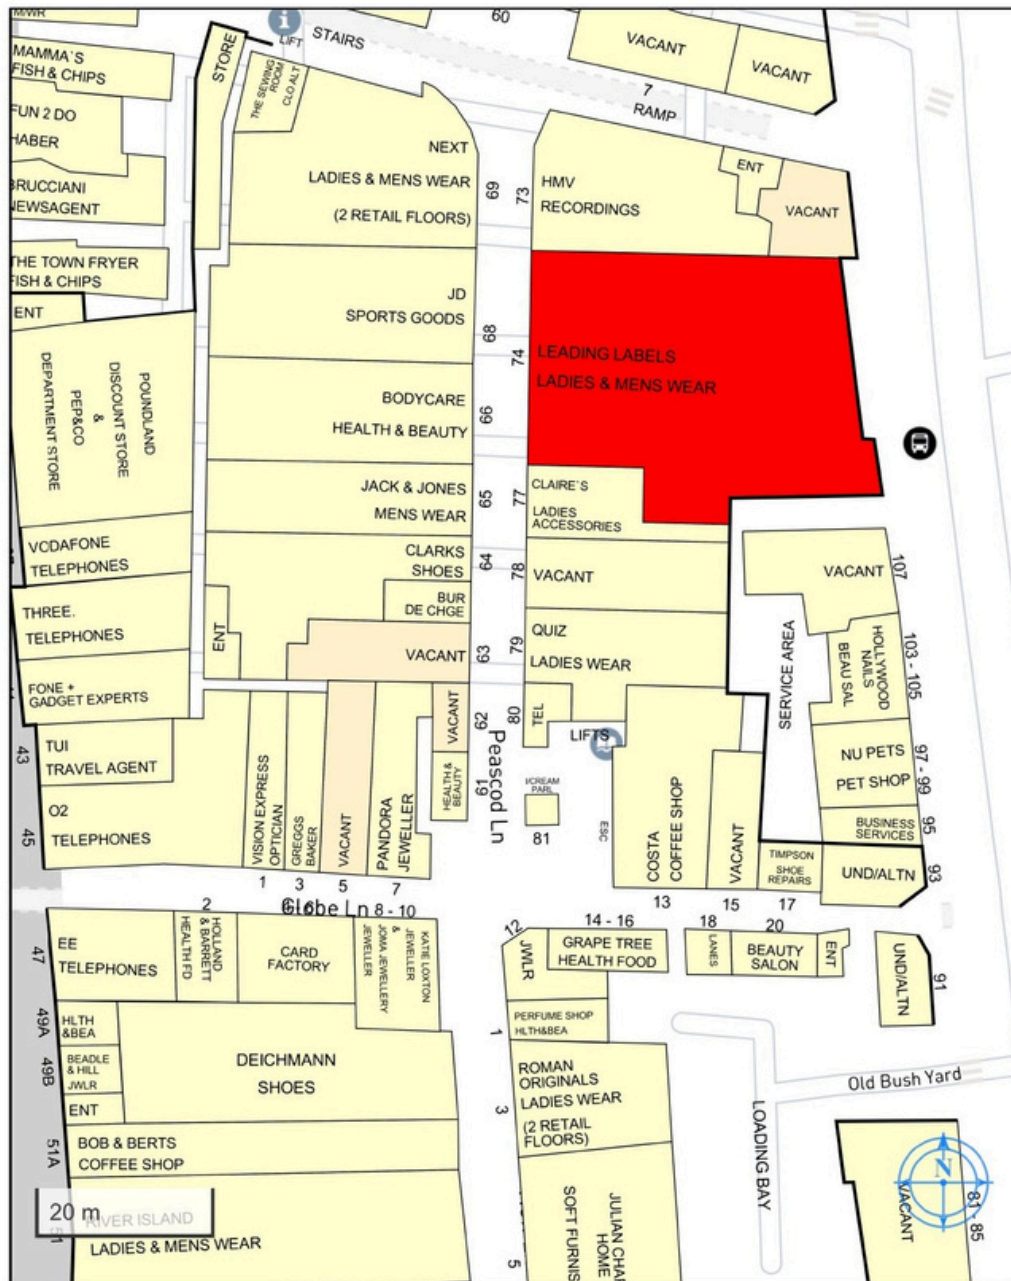 M/WR
60
LIFT
STAIRS
STORE
VACANT
VACANT
MAMMA`S
FISH & CHIPS
THE SEWING
ROOM
CLO ALT
7
RAMP
FUN 2 DO
HABER
NEXT
LADIES & MENS WEAR
(2 RETAIL FLOORS)
69
73
HMV
RECORDINGS
ENT
VACANT
BRUCCIANI
NEWSAGENT
THE TOWN FRYER
FISH & CHIPS
ENT
JD
SPORTS GOODS
68
74
LEADING LABELS
LADIES & MENS WEAR
POUNDLAND
DISCOUNT STORE
&
PEP&CO
DEPARTMENT STORE
BODYCARE
HEALTH & BEAUTY
66
JACK & JONES
MENS WEAR
65
77
CLAIRE`S
LADIES
ACCESSORIES
VODAFONE
TELEPHONES
CLARKS
SHOES
64
78
VACANT
VACANT
107
BUR
DE CHGE
THREE.
TELEPHONES
ENT
VACANT
63
79
QUIZ
LADIES WEAR
SERVICE AREA
HOLLYWOOD
NAILS
BEAU SAL
103 - 105
FONE +
GADGET EXPERTS
VACANT
62
80
TEL
LIFTS
43
TUI
TRAVEL AGENT
Peascod Ln
NU PETS
PET SHOP
97 - 99
O2
TELEPHONES
45
VISION EXPRESS
OPTICIAN
GREGGS
BAKER
VACANT
PANDORA
JEWELLER
HEALTH &
BEAUTY
61
I/CREAM
PARL
81
ESC
COSTA
COFFEE SHOP
VACANT
BUSINESS
SERVICES
95
TIMPSON
SHOE
REPAIRS
UND/ALTN
93
1
3
5
7
13
15
17
Globe Ln
2
8 - 10
12
14 - 16
18
20
47
EE
TELEPHONES
HOLLAND
& BARRETT
HEALTH FD
CARD
FACTORY
KATIE LOXTON
JEWELLER
&
JOMA JEWELLERY
JEWELLER
JWLR
GRAPE TREE
HEALTH FOOD
LANES
BEAUTY
SALON
ENT
UND/ALTN
91
49A
HLTH
&BEA
1
PERFUME SHOP
HLTH&BEA
49B
BEADLE
& HILL
JWLR
DEICHMANN
SHOES
ROMAN
ORIGINALS
LADIES WEAR
(2 RETAIL
FLOORS)
3
Old Bush Yard
ENT
LOADING BAY
51A
BOB & BERTS
COFFEE SHOP
N
VACANT
81 - 85
20 m
RIVER ISLAND
LADIES & MENS WEAR
JULIAN CHA
HOME
SOFT FURNIS
5